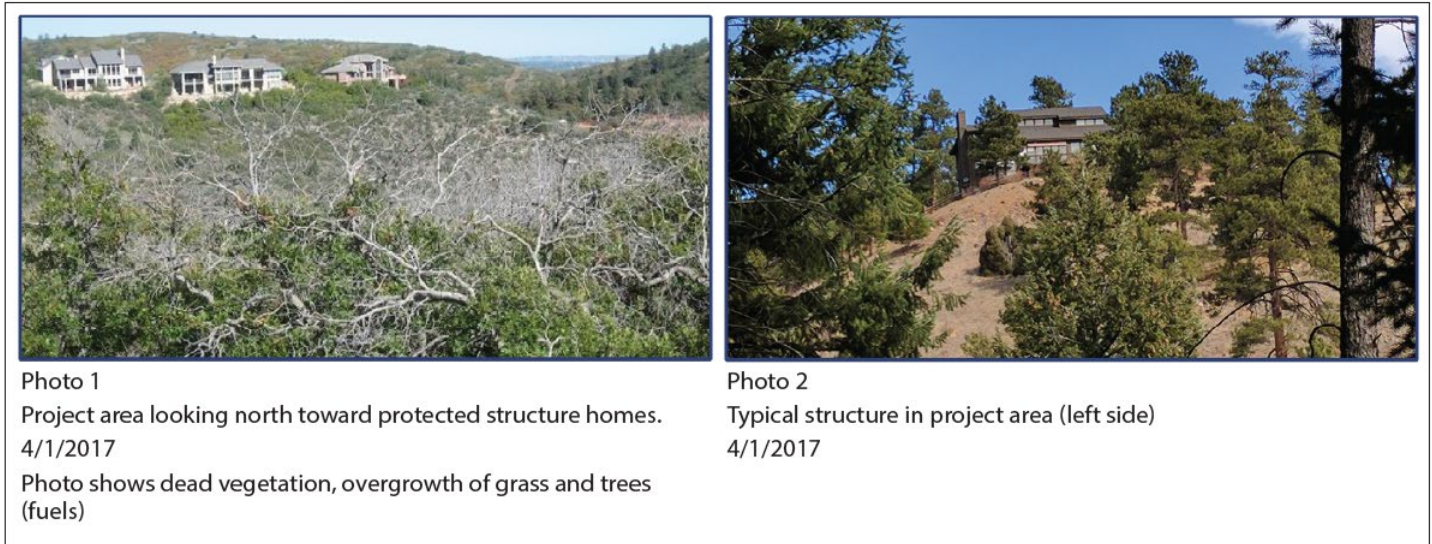 Photo 1
Project area looking north toward protected structure homes.
4/1/2017
Photo shows dead vegetation, overgrowth of grass and trees
(fuels)
Photo 2
Typical structure in project area (left side)
4/1/2017